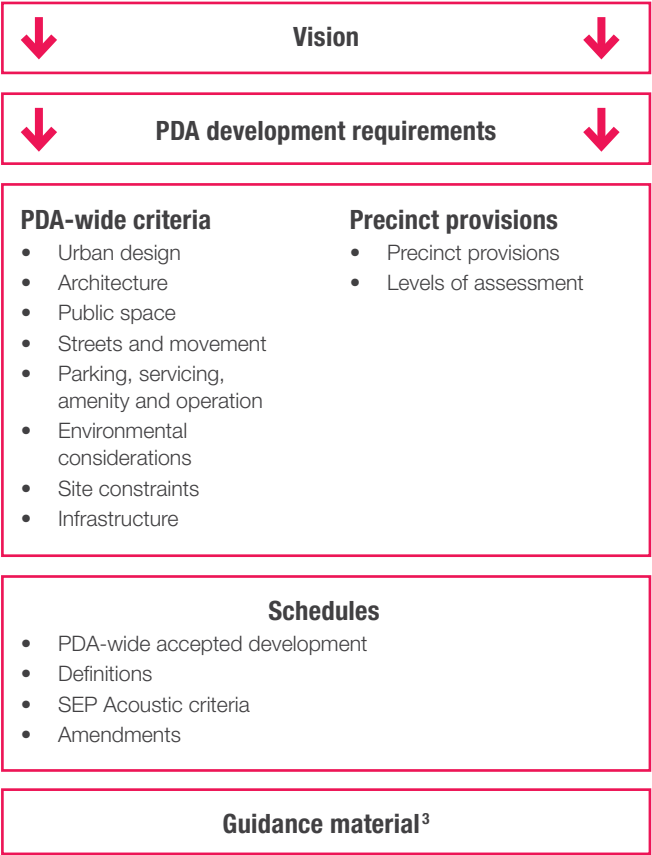 Vision
PDA development requirements
PDA-wide criteria
• Urban design
• Architecture
• Public space
• Streets and movement
• Parking, servicing,
amenity and operation
• Environmental
considerations
• Site constraints
• Infrastructure
Precinct provisions
• Precinct provisions
• Levels of assessment
Schedules
• PDA-wide accepted development
• Definitions
• SEP Acoustic criteria
• Amendments
Guidance material³